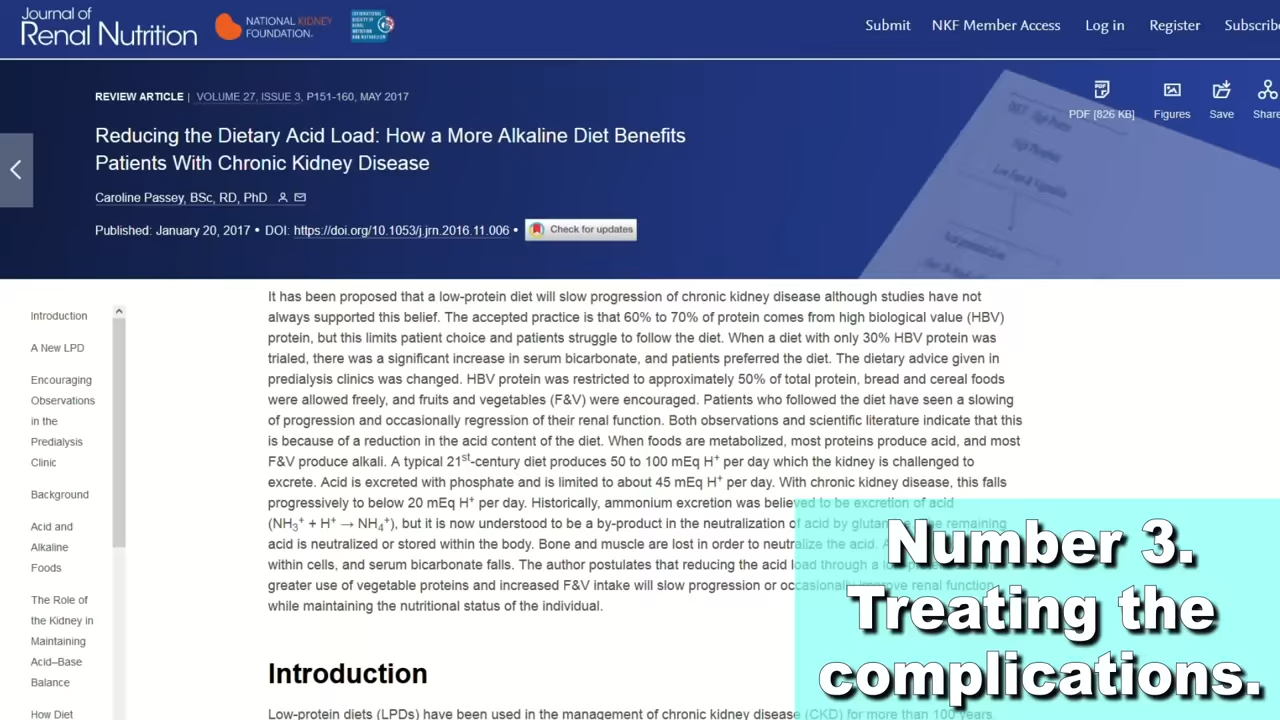 Journal of
Renal Nutrition
NATIONAL KIDNEY
FOUNDATION
Submit
NKF Member Access
Log in
Register
Subscribe
REVIEW ARTICLE | VOLUME 27, ISSUE 3, P151-160, MAY 2017
PDF [826 KB]
Figures
Save
Share
Reducing the Dietary Acid Load: How a More Alkaline Diet Benefits
Patients With Chronic Kidney Disease
Caroline Passey, BSc, RD, PhD
Published: January 20, 2017 • DOI: https://doi.org/10.1053/j.jrn.2016.11.006 •
Check for updates
Introduction
A New LPD
Encouraging
Observations
in the
Predialysis
Clinic
Background
Acid and
Alkaline
Foods
The Role of
the Kidney in
Maintaining
Acid–Base
Balance
How Diet
It has been proposed that a low-protein diet will slow progression of chronic kidney disease although studies have not
always supported this belief. The accepted practice is that 60% to 70% of protein comes from high biological value (HBV)
protein, but this limits patient choice and patients struggle to follow the diet. When a diet with only 30% HBV protein was
trialed, there was a significant increase in serum bicarbonate, and patients preferred the diet. The dietary advice given in
predialysis clinics was changed. HBV protein was restricted to approximately 50% of total protein, bread and cereal foods
were allowed freely, and fruits and vegetables (F&V) were encouraged. Patients who followed the diet have seen a slowing
of progression and occasionally regression of their renal function. Both observations and scientific literature indicate that this
is because of a reduction in the acid content of the diet. When foods are metabolized, most proteins produce acid, and most
F&V produce alkali. A typical 21st-century diet produces 50 to 100 mEq H+ per day which the kidney is challenged to
excrete. Acid is excreted with phosphate and is limited to about 45 mEq H+ per day. With chronic kidney disease, this falls
progressively to below 20 mEq H+ per day. Historically, ammonium excretion was believed to be excretion of acid
(NH3+ + H+ → NH4+), but it is now understood to be a by-product in the neutralization of acid by remaining
acid is neutralized or stored within the body. Bone and muscle are lost in order to neutralize the acid.
within cells, and serum bicarbonate falls. The author postulates that reducing the acid load through a
greater use of vegetable proteins and increased F&V intake will slow progression or occasionally improve renal function
while maintaining the nutritional status of the individual.
Introduction
Low-protein diets (LPDs) have been used in the management of chronic kidney disease (CKD) for more than 100 years.
Number 3.
Treating the
complications.